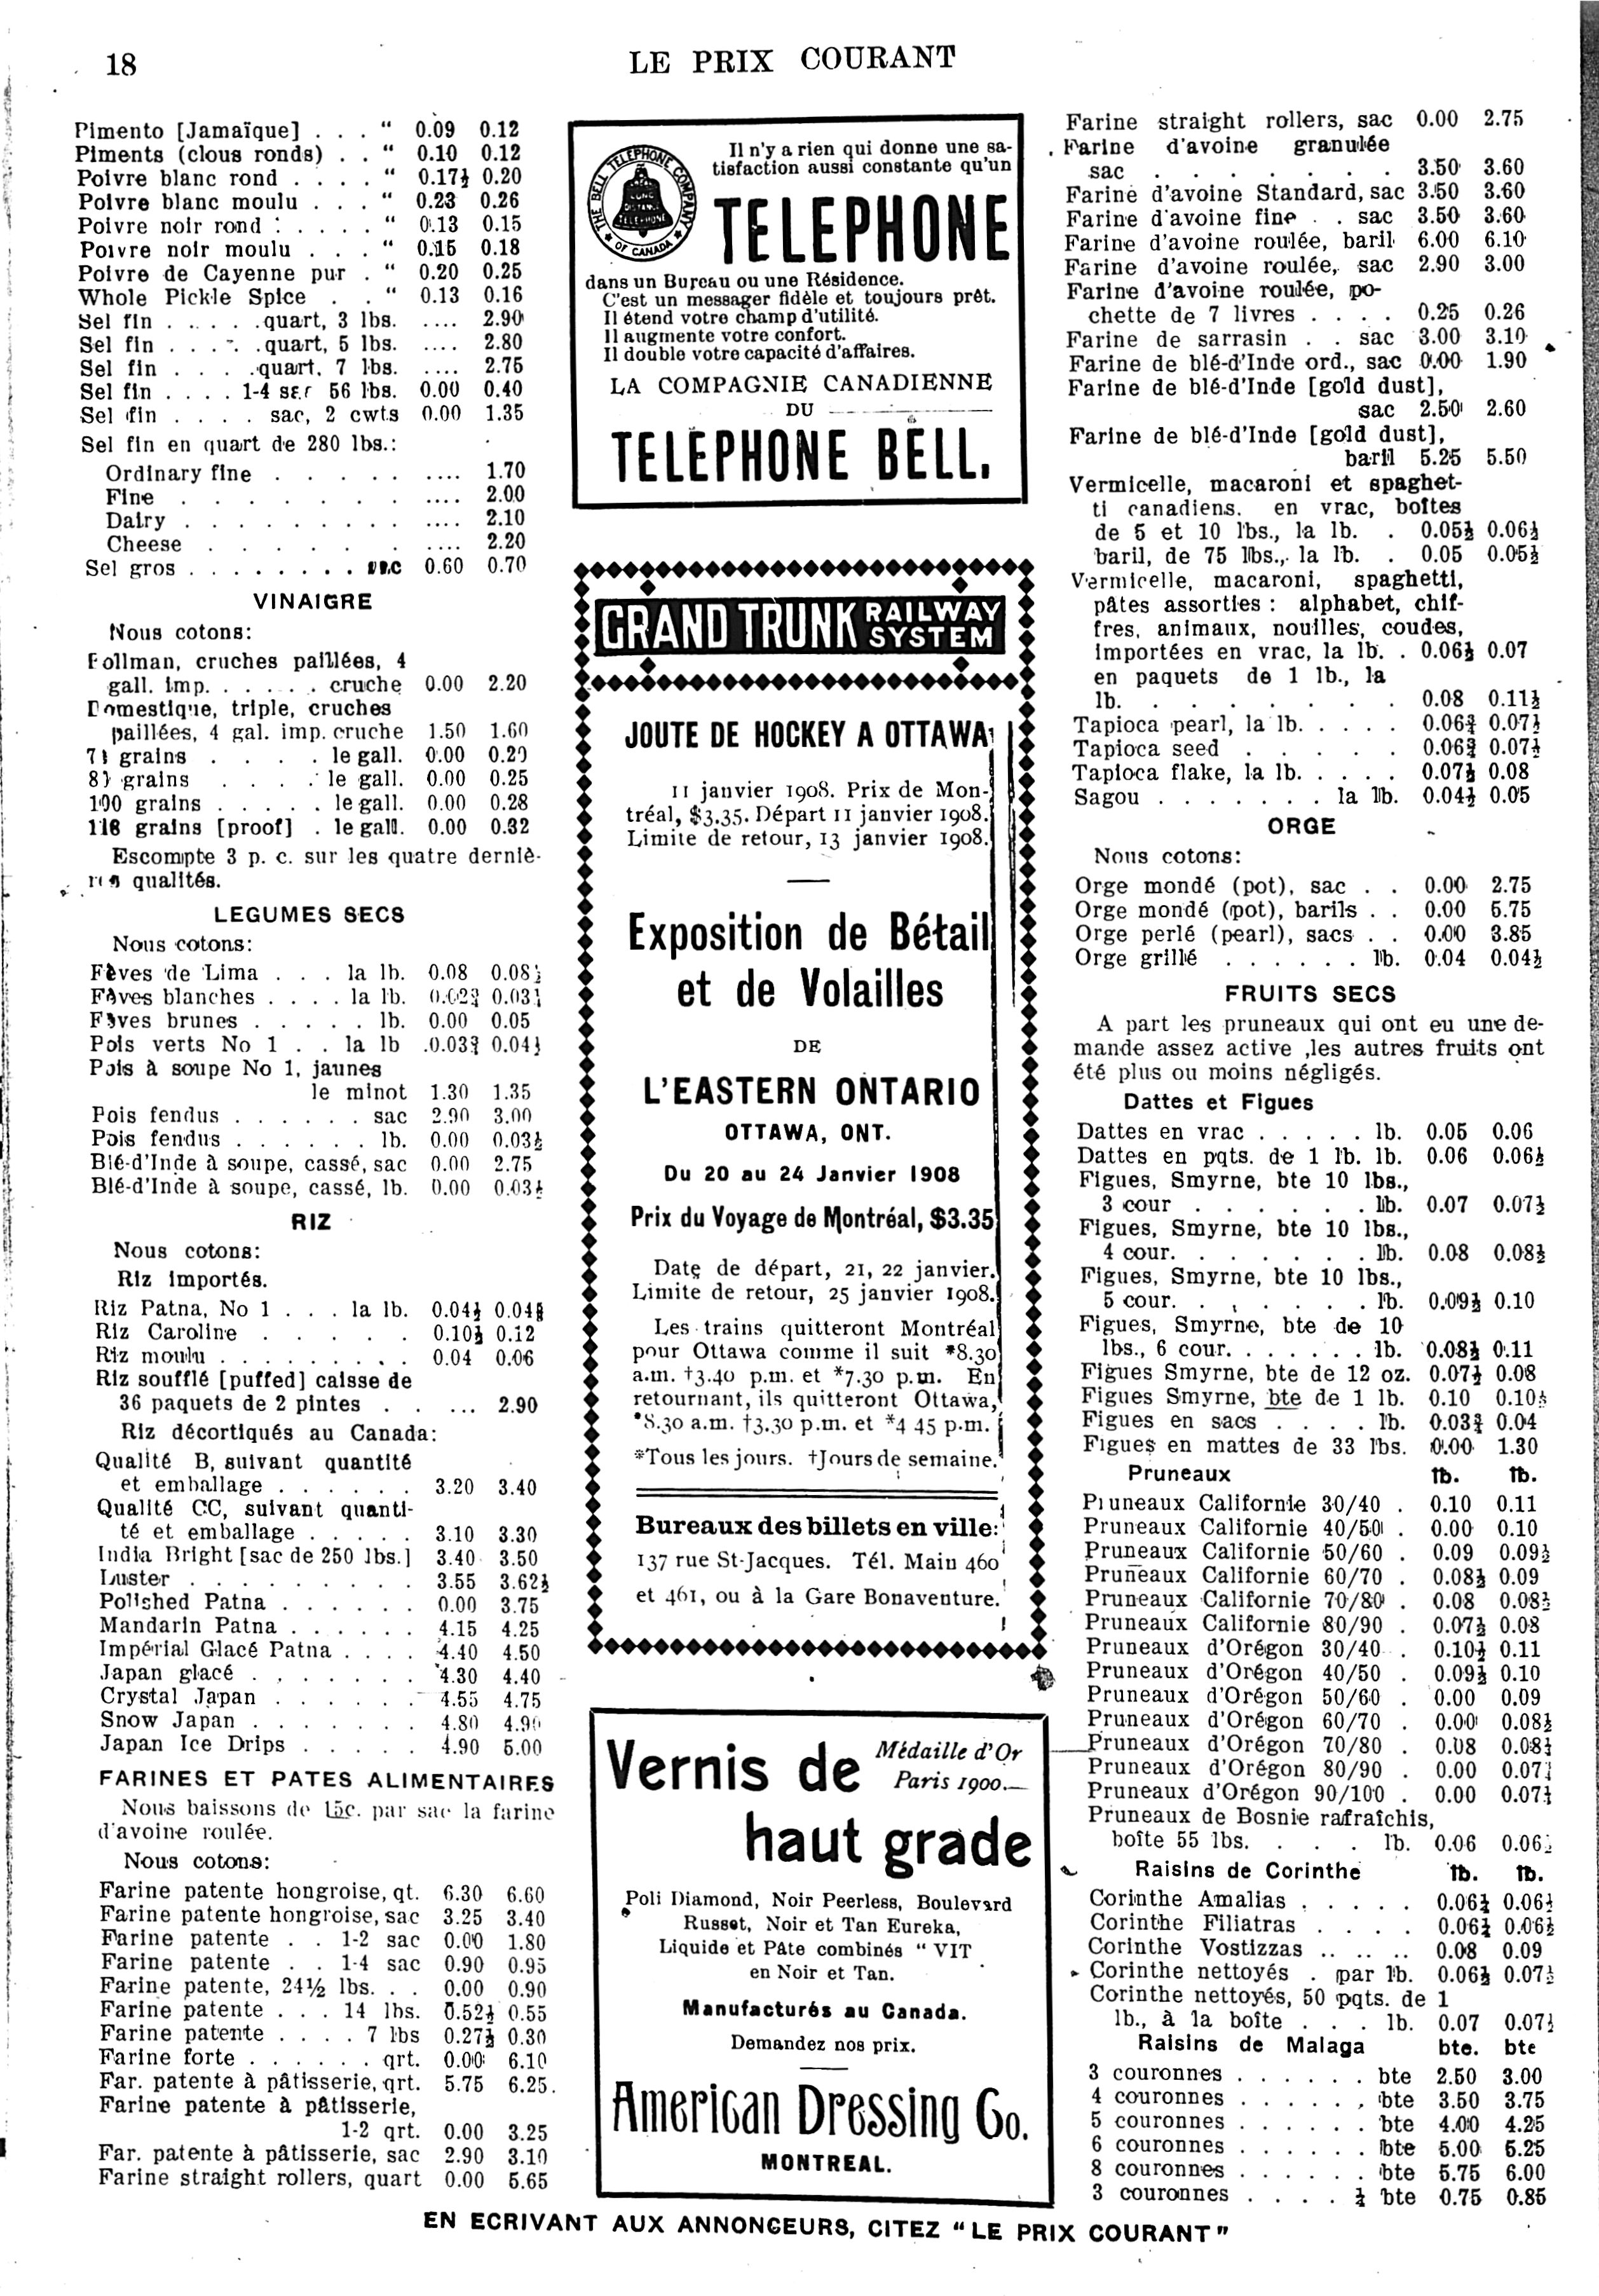 18
LE PRIX COURANT
Pimento [Jamaïque] . . . “ 0.09 0.12
Piments (clous ronds) . . “ 0.10 0.12
Poivre blanc rond . . . . “ 0.17½ 0.20
Poivre blanc moulu . . . “ 0.23 0.26
Poivre noir rond : . . . . “ 0.13 0.15
Poivre noir moulu . . . “ 0.15 0.18
Poivre de Cayenne pur . “ 0.20 0.25
Whole Pickle Spice . . “ 0.13 0.16
Sel fin . . . . . quart, 3 lbs. .... 2.90
Sel fin . . . . . quart, 5 lbs. .... 2.80
Sel fin . . . . . quart, 7 lbs. .... 2.75
Sel fin . . . . 1-4 sac 56 lbs. 0.00 0.40
Sel fin . . . . sac, 2 cwts 0.00 1.35
Sel fin en quart de 280 lbs.:
Ordinary fine . . . . . .... 1.70
Fine . . . . . . . .... 2.00
Dairy . . . . . . . . . .... 2.10
Cheese . . . . . . . .... 2.20
Sel gros . . . . . . . . sac 0.60 0.70
VINAIGRE
Nous cotons:
Bollman, cruches paillées, 4
gall. imp. . . . . . cruche 0.00 2.20
Domestique, triple, cruches
paillées, 4 gal. imp. cruche 1.50 1.60
grains . . . . le gall. 0.00
grains . . . . le gall. 0.00 0.25
100 grains . . . . . le gall. 0.00 0.28
118 grains [proof] . le gall. 0.00 0.32
Escompte 3 p. c. sur les quatre derniè-
res qualités.
LEGUMES SECS
Nous cotons:
Fèves de Lima . . . la lb. 0.08
Fèves blanches . . . . la lb.
Fèves brunes . . . . . lb. 0.00 0.05
Pois verts No 1 . . la lb
Pois à soupe No 1, jaunes
le minot 1.30 1.35
Pois fendus . . . . . . sac 2.90 3.00
Pois fendus . . . . . . lb. 0.00 0.03½
Blé-d'Inde à soupe, cassé, sac 0.00 2.75
Blé-d'Inde à soupe, cassé, lb. 0.00 0.03½
RIZ
Nous cotons:
Riz importés.
Riz Patna, No 1 . . . la lb. 0.04½
Riz Caroline . . . . . 0.10½ 0.12
Riz moulu . . . . . . . . 0.04 0.06
Riz soufflé [puffed] caisse de
36 paquets de 2 pintes . . ... 2.90
Riz décortiqués au Canada:
Qualité B, suivant quantité
et emballage . . . . . . 3.20 3.40
Qualité CC, suivant quanti-
té et emballage . . . . . 3.10 3.30
India Bright [sac de 250 lbs.] 3.40 3.50
Luster . . . . . . . . . . 3.55 3.62½
Polished Patna . . . . . . 0.00 3.75
Mandarin Patna . . . . . . 4.15 4.25
Impérial Glacé Patna . . . . 4.40 4.50
Japan glacé . . . . . . . 4.30 4.40
Crystal Japan . . . . . . 4.55 4.75
Snow Japan . . . . . . . 4.80 4.90
Japan Ice Drips . . . . . 4.90 5.00
FARINES ET PATES ALIMENTAIRES
Nous baissons de 15c. par sac la farine
d'avoine roulée.
Nous cotons:
Farine patente hongroise, qt. 6.30 6.60
Farine patente hongroise, sac 3.25 3.40
Farine patente . . 1-2 sac 0.00 1.80
Farine patente . . 1-4 sac 0.90 0.95
Farine patente, 24½ lbs. . . 0.00 0.90
Farine patente . . . 14 lbs. 0.52½ 0.55
Farine patente . . . . 7 lbs 0.27½ 0.30
Farine forte . . . . . . qrt. 0.00 6.10
Far. patente à pâtisserie, qrt. 5.75 6.25.
Farine patente à pâtisserie,
1-2 qrt. 0.00 3.25
Far. patente à pâtisserie, sac 2.90 3.10
Farine straight rollers, quart 0.00 5.65
THE BELL TELEPHONE COMPANY
OF CANADA
LONG
DISTANCE
TELEPHONE
Il n'y a rien qui donne une sa-
tisfaction aussi constante qu'un
TELEPHONE
dans un Bureau ou une Résidence.
C'est un messager fidèle et toujours prêt.
Il étend votre champ d'utilité.
Il augmente votre confort.
Il double votre capacité d'affaires.
LA COMPAGNIE CANADIENNE
DU
TELEPHONE BELL.
GRAND TRUNK RAILWAY
SYSTEM
JOUTE DE HOCKEY A OTTAWA
11 janvier 1908. Prix de Mon-
tréal, $3.35. Départ 11 janvier 1908.
Limite de retour, 13 janvier 1908.
Exposition de Bétail
et de Volailles
DE
L'EASTERN ONTARIO
OTTAWA, ONT.
Du 20 au 24 Janvier 1908
Prix du Voyage de Montréal, $3.35
Date de départ, 21, 22 janvier.
Limite de retour, 25 janvier 1908.
Les trains quitteront Montréal
pour Ottawa comme il suit *8.30
a.m. †3.40 p.m. et *7.30 p.m. En
retournant, ils quitteront Ottawa,
*8.30 a.m. †3.30 p.m. et *4 45 p.m.
*Tous les jours. †Jours de semaine.
Bureaux des billets en ville:
137 rue St-Jacques. Tél. Main 460
et 461, ou à la Gare Bonaventure.
Vernis de
Médaille d'Or
Paris 1900.
haut grade
Poli Diamond, Noir Peerless, Boulevard
Russet, Noir et Tan Eureka,
Liquide et Pâte combinés “ VIT
en Noir et Tan.
Manufacturés au Canada.
Demandez nos prix.
American Dressing Co.
MONTREAL.
Farine straight rollers, sac 0.00 2.75
Farine d'avoine granulée
sac . . . . . . . . 3.50 3.60
Farine d'avoine Standard, sac 3.50 3.60
Farine d'avoine fine . . sac 3.50 3.60
Farine d'avoine roulée, baril 6.00 6.10
Farine d'avoine roulée, sac 2.90 3.00
Farine d'avoine roulée, po-
chette de 7 livres . . . . 0.25 0.26
Farine de sarrasin . . sac 3.00 3.10
Farine de blé-d'Inde ord., sac 0.00 1.90
Farine de blé-d'Inde [gold dust],
sac 2.50 2.60
Farine de blé-d'Inde [gold dust],
baril 5.25 5.50
Vermicelle, macaroni et spaghet-
ti canadiens. en vrac, boîtes
de 5 et 10 lbs., la lb. . 0.05½ 0.06½
baril, de 75 lbs., la lb. . 0.05 0.05½
Vermicelle, macaroni, spaghetti,
pâtes assorties : alphabet, chif-
fres, animaux, nouilles, coudes,
importées en vrac, la lb. . 0.06½ 0.07
en paquets de 1 lb., la
lb. . . . . . . . . 0.08 0.11½
Tapioca pearl, la lb. . . . . 0.06¾ 0.07½
Tapioca seed . . . . . 0.06¾ 0.07½
Tapioca flake, la lb. . . . . 0.07½ 0.08
Sagou . . . . . . . la lb. 0.04½ 0.05
ORGE
Nous cotons:
Orge mondé (pot), sac . . 0.00 2.75
Orge mondé (pot), barils . . 0.00 5.75
Orge perlé (pearl), sacs . . 0.00 3.85
Orge grillé . . . . . . lb. 0.04 0.04½
FRUITS SECS
A part les pruneaux qui ont eu une de-
mande assez active ,les autres fruits ont
été plus ou moins négligés.
Dattes et Figues
Dattes en vrac . . . . . lb. 0.05 0.06
Dattes en pqts. de 1 lb. lb. 0.06 0.06½
Figues, Smyrne, bte 10 lbs.,
3 cour . . . . . . lb. 0.07 0.07½
Figues, Smyrne, bte 10 lbs.,
4 cour. . . . . . . lb. 0.08 0.08½
Figues, Smyrne, bte 10 lbs.,
5 cour. . . . . . . lb. 0.09½ 0.10
Figues, Smyrne, bte de 10
lbs., 6 cour. . . . . . . lb. 0.08½ 0.11
Figues Smyrne, bte de 12 oz. 0.07½ 0.08
Figues Smyrne, bte de 1 lb. 0.10 0.10½
Figues en sacs . . . . lb. 0.03¾ 0.04
Figues en mattes de 33 lbs. 0.00 1.30
Pruneaux lb. lb.
Pruneaux Californie 30/40 . 0.10 0.11
Pruneaux Californie 40/50 . 0.00 0.10
Pruneaux Californie 50/60 . 0.09 0.09½
Pruneaux Californie 60/70 . 0.08½ 0.09
Pruneaux Californie 70/80 . 0.08 0.08½
Pruneaux Californie 80/90 . 0.07½ 0.08
Pruneaux d'Orégon 30/40 . 0.10½ 0.11
Pruneaux d'Orégon 40/50 . 0.09½ 0.10
Pruneaux d'Orégon 50/60 . 0.00 0.09
Pruneaux d'Orégon 60/70 . 0.00 0.08½
Pruneaux d'Orégon 70/80 . 0.08
Pruneaux d'Orégon 80/90 . 0.00
Pruneaux d'Orégon 90/100 . 0.00
Pruneaux de Bosnie rafraîchis,
boîte 55 lbs. . . . . lb. 0.06
Raisins de Corinthe lb. lb.
Corinthe Amalias . . . . .
Corinthe Filiatras . . . .
Corinthe Vostizzas .. .. .. 0.08 0.09
Corinthe nettoyés . par lb. 0.06½ 0.07½
Corinthe nettoyés, 50 pqts. de 1
lb., à la boîte . . . lb. 0.07 0.07½
Raisins de Malaga bte. bte
3 couronnes . . . . . . bte 2.50 3.00
4 couronnes . . . . . . bte 3.50 3.75
5 couronnes . . . . . . bte 4.00 4.25
6 couronnes . . . . . . bte 5.00 5.25
8 couronnes . . . . . . bte 5.75 6.00
3 couronnes . . . . ¼ bte 0.75 0.85
EN ECRIVANT AUX ANNONCEURS, CITEZ “LE PRIX COURANT”